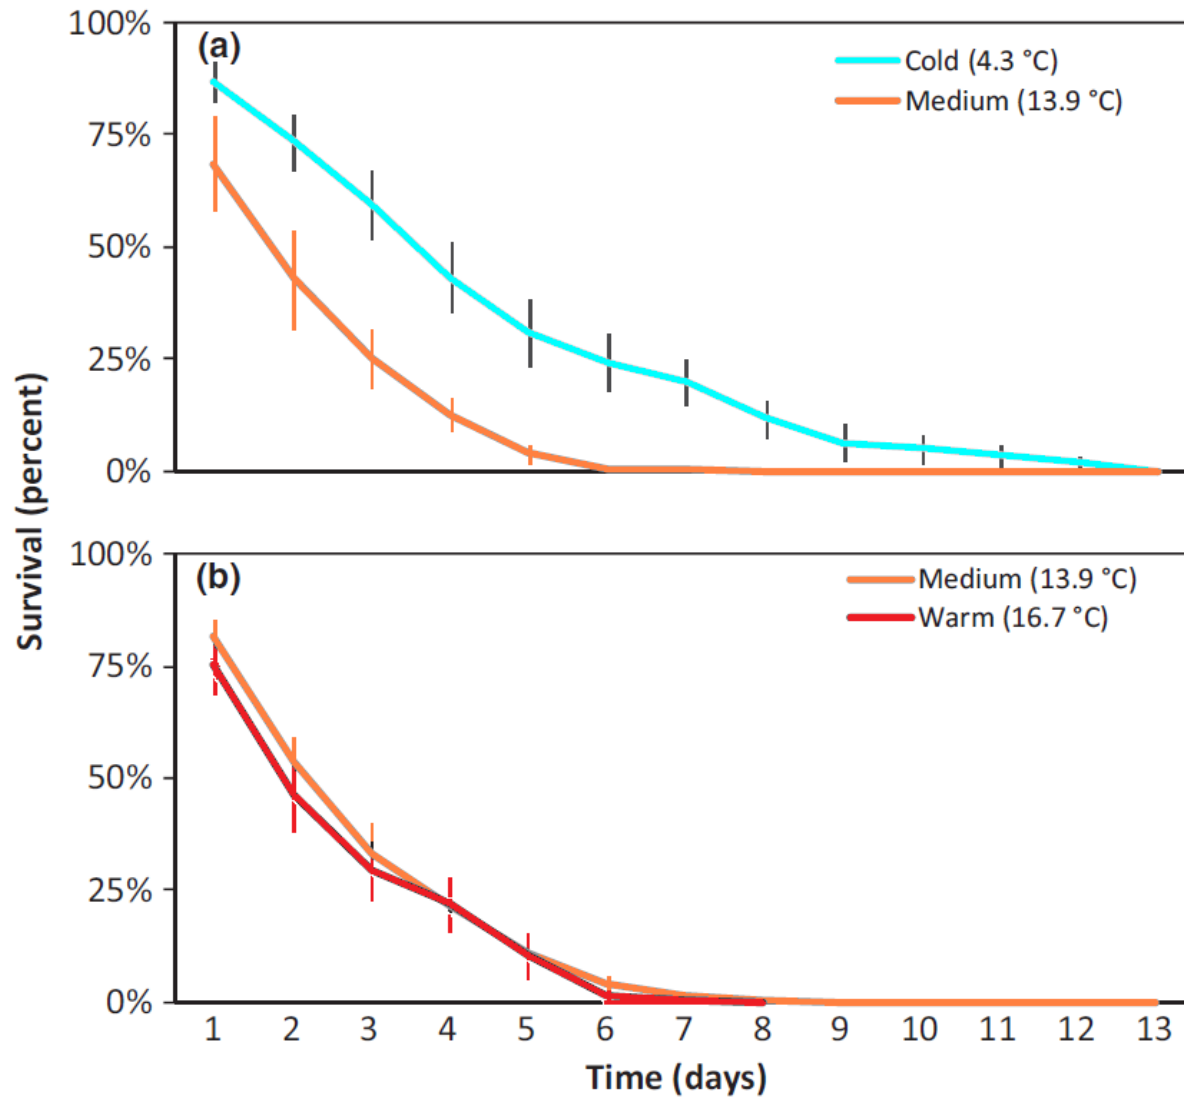 Survival (percent)
(a)
Cold (4.3 °C)
Medium (13.9 °C)
100%
75%
50%
25%
0%
(b)
Medium (13.9 °C)
Warm (16.7 °C)
100%
75%
50%
25%
0%
1 2 3 4 5 6 7 8 9 10 11 12 13
Time (days)